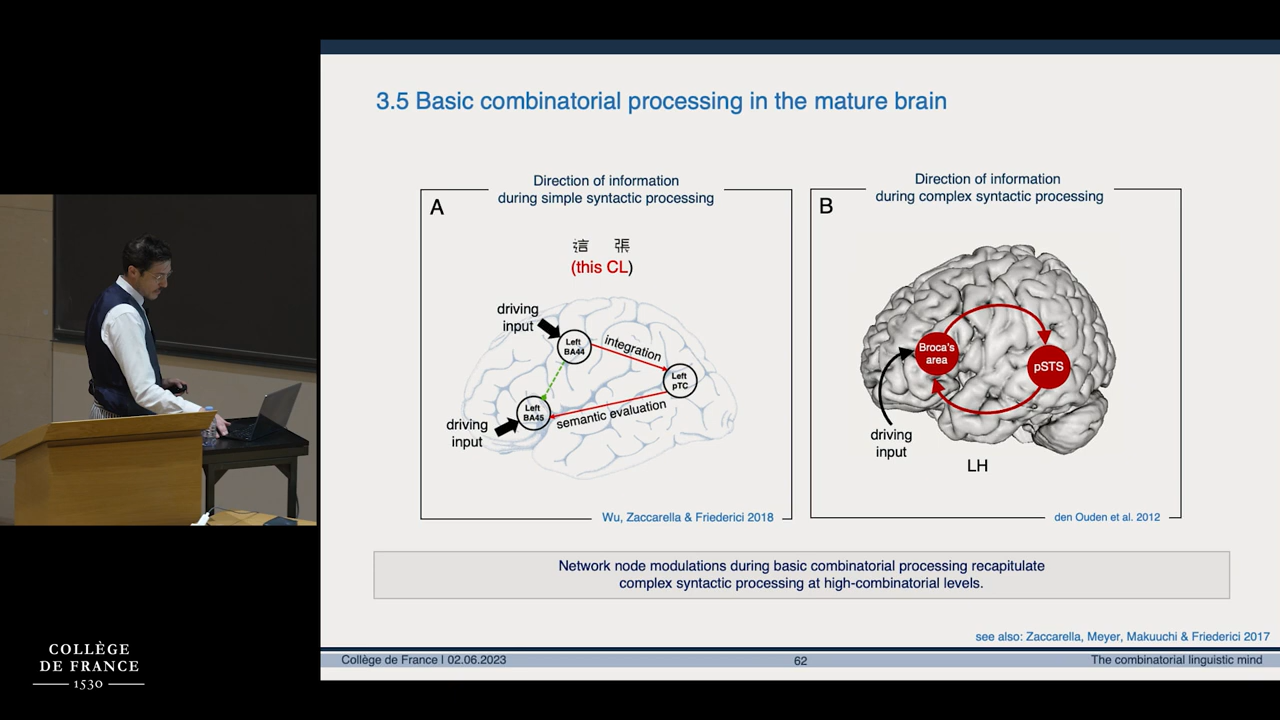 3.5 Basic combinatorial processing in the mature brain
Direction of information
during simple syntactic processing
A
這 張
(this CL)
driving
input
Left
BA44
integration
Left
pTC
Left
BA45
semantic evaluation
driving
input
Wu, Zaccarella & Friederici 2018
Direction of information
during complex syntactic processing
B
Broca's
area
pSTS
driving
input
LH
den Ouden et al. 2012
Network node modulations during basic combinatorial processing recapitulate
complex syntactic processing at high-combinatorial levels.
see also: Zaccarella, Meyer, Makuuchi & Friederici 2017
Collège de France I 02.06.2023
62
The combinatorial linguistic mind
COLLÈGE
DE FRANCE
1530